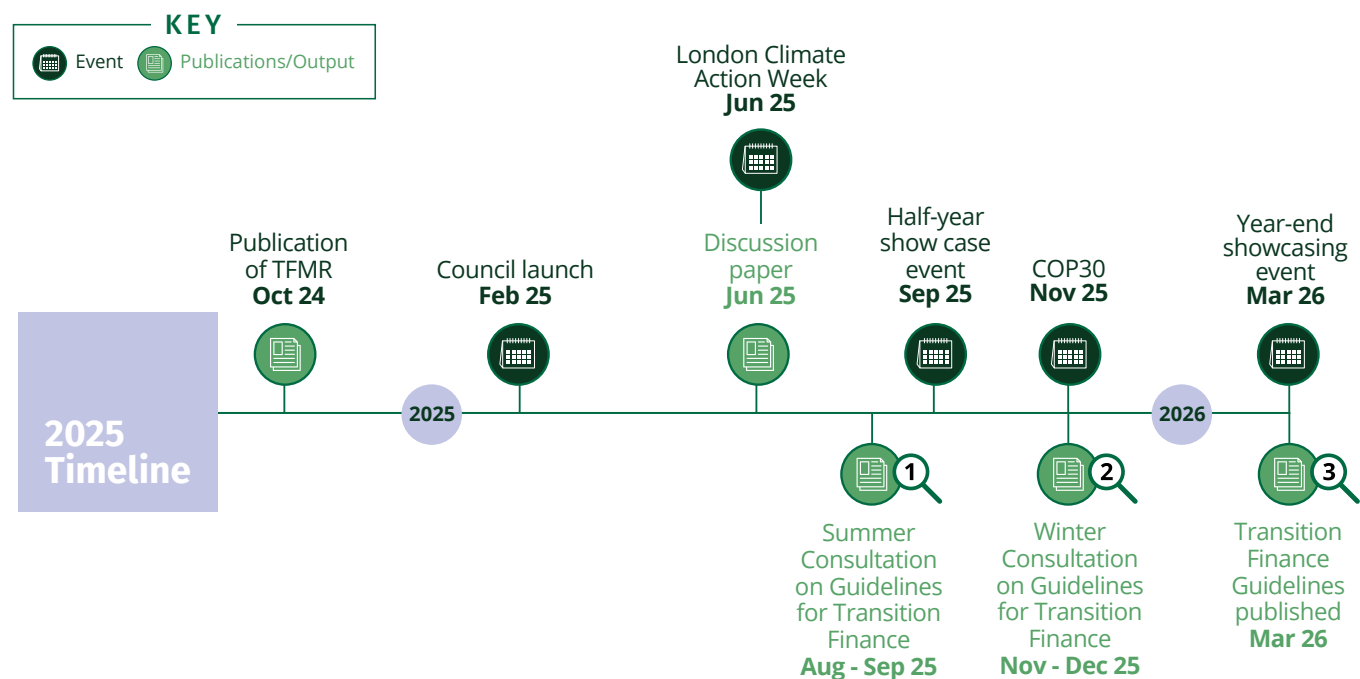 KEY
Event
Publications/Output
London Climate
Action Week
Jun 25
Publication
of TFMR
Oct 24
Council launch
Feb 25
Discussion
paper
Jun 25
Half-year
show case
event
Sep 25
COP30
Nov 25
Year-end
showcasing
event
Mar 26
2025
Timeline
2025
2026
1
Summer
Consultation
on Guidelines
for Transition
Finance
Aug - Sep 25
2
Winter
Consultation
on Guidelines
for Transition
Finance
Nov - Dec 25
3
Transition
Finance
Guidelines
published
Mar 26